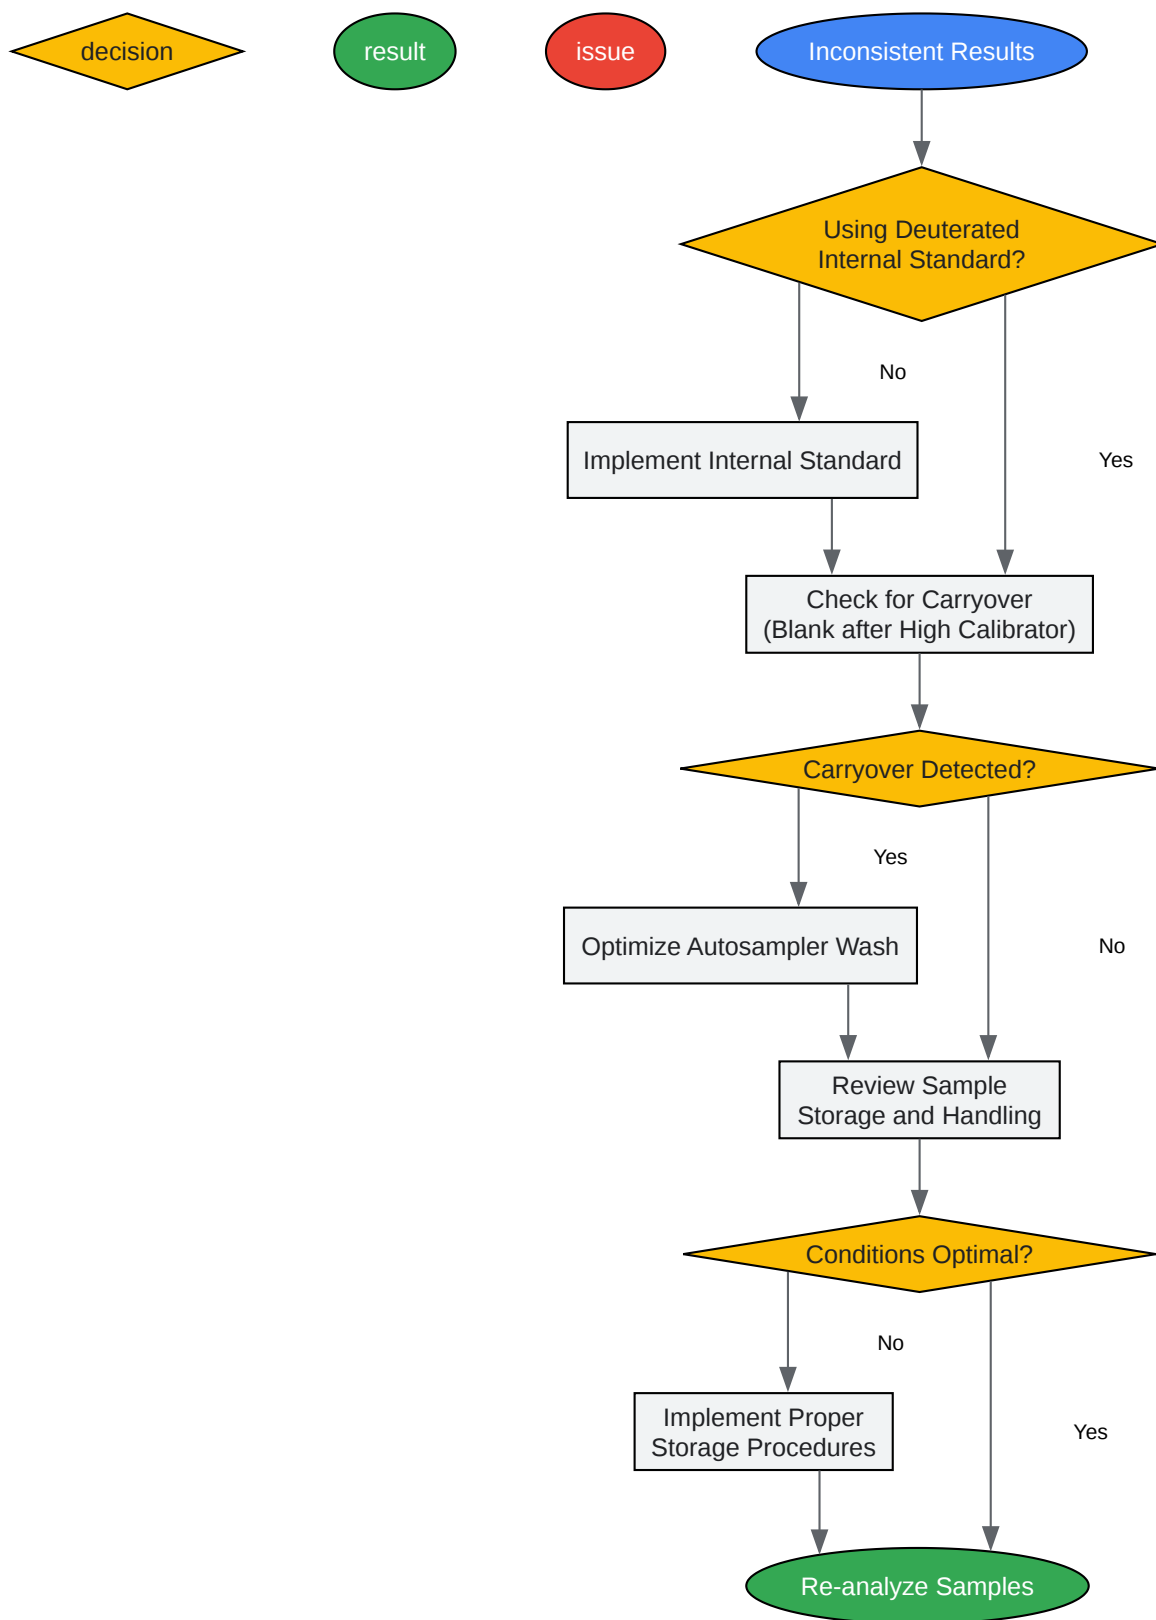 decision
result
issue
Inconsistent Results
Using Deuterated
Internal Standard?
No
Implement Internal Standard
Yes
Check for Carryover
(Blank after High Calibrator)
Carryover Detected?
Yes
Optimize Autosampler Wash
No
Review Sample
Storage and Handling
Conditions Optimal?
No
Implement Proper
Storage Procedures
Yes
Re-analyze Samples